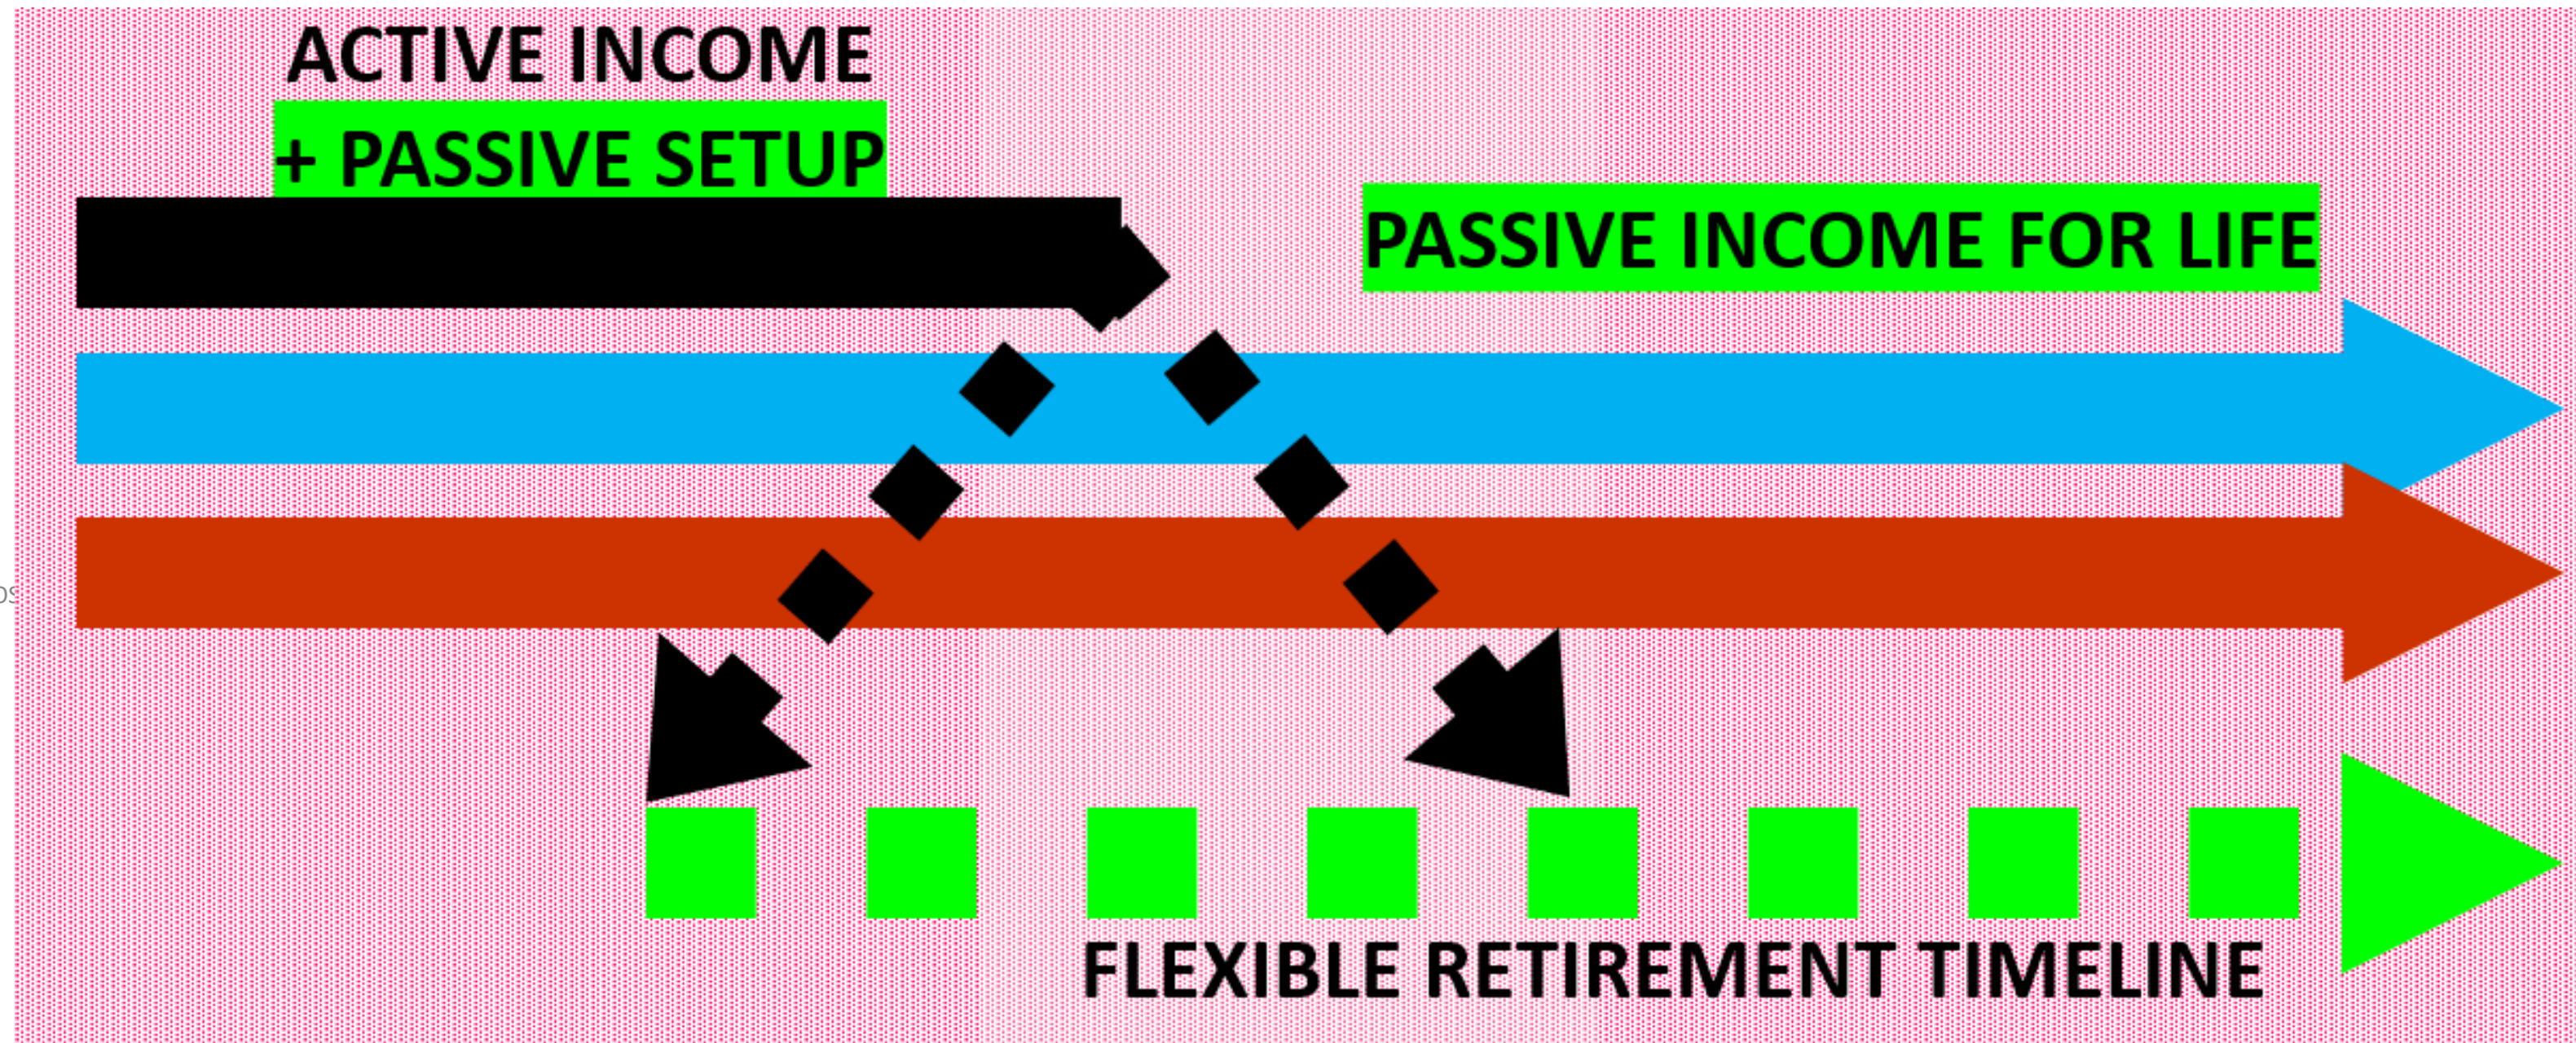 ACTIVE INCOME
+ PASSIVE SETUP
PASSIVE INCOME FOR LIFE
FLEXIBLE RETIREMENT TIMELINE